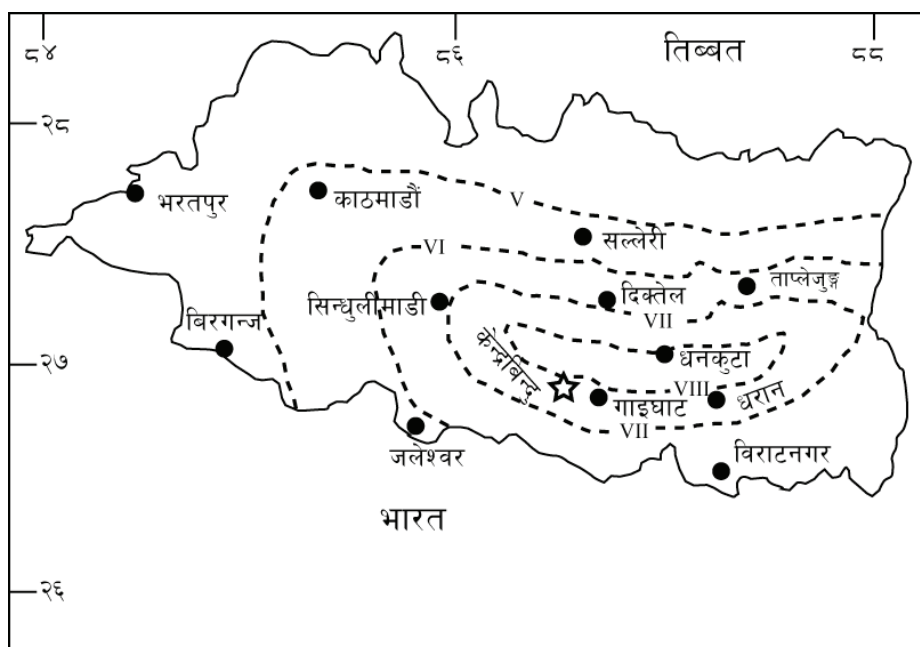 ८४
८६
८८
तिब्बत
२८
भरतपुर
काठमाडौं
V
सल्लेरी
VI
ताप्लेजुङ्ग
सिन्धुलीमाडी
दिक्तेल
बिरगन्ज
VII
२७
केन्द्रबिन्दु
धनकुटा
VIII
गाइघाट
धरान
VII
जलेश्वर
विराटनगर
भारत
२६